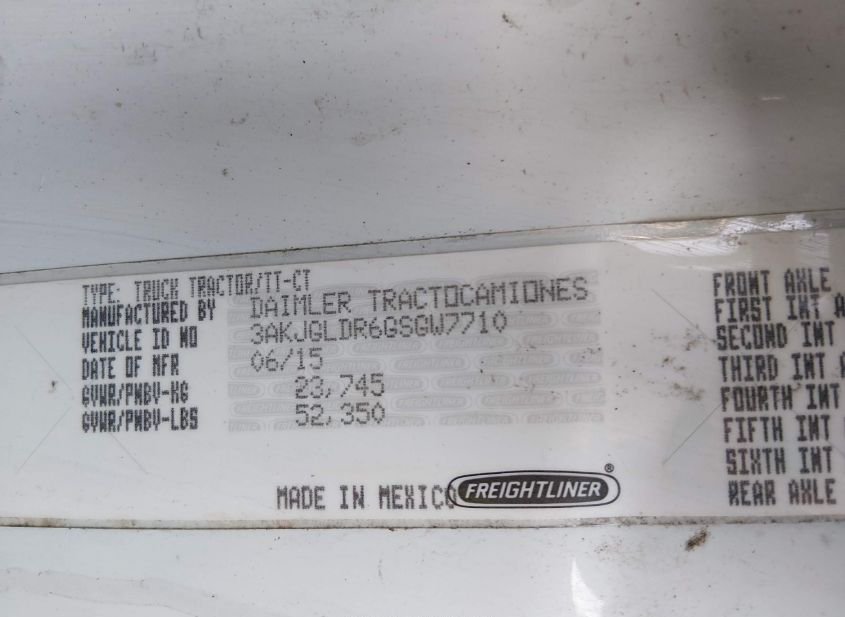 TYPE: TRUCK TRACTOR/TT-CT
MANUFACTURED BY DAIMLER TRACTOCAMIONES
VEHICLE ID NO 3AKJGLDR6GSGW7710
DATE OF MFR 06/15
GVWR/PNBV-KG 23,745
GVWR/PNBV-LBS 52,350
MADE IN MEXICO FREIGHTLINER®
FRONT AXLE
FIRST INT
SECOND INT
THIRD INT
FOURTH INT
FIFTH INT
SIXTH INT
REAR AXLE